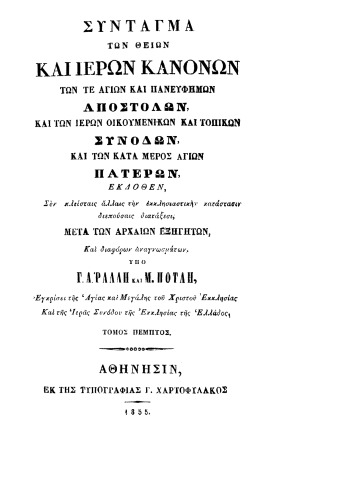 ΣΥΝΤΑΓΜΑ
ΤΩΝ ΘΕΙΩΝ
ΚΑΙ ΙΕΡΩΝ ΚΑΝΟΝΩΝ
ΤΩΝ ΤΕ ΑΓΙΩΝ ΚΑΙ ΠΑΝΕΥΦΗΜΩΝ
ΑΠΟΣΤΟΛΩΝ,
ΚΑΙ ΤΩΝ ΙΕΡΩΝ ΟΙΚΟΥΜΕΝΙΚΩΝ ΚΑΙ ΤΟΠΙΚΩΝ
ΣΥΝΟΔΩΝ,
ΚΑΙ ΤΩΝ ΚΑΤΑ ΜΕΡΟΣ ΑΓΙΩΝ
ΠΑΤΕΡΩΝ,
ΕΚΔΟΘΕΝ,
Σὺν πλείσταις ἄλλαις τὴν ἐκκλησιαστικὴν κατάστασιν
διεπούσαις διατάξεσι,
ΜΕΤΑ ΤΩΝ ΑΡΧΑΙΩΝ ΕΞΗΓΗΤΩΝ,
Καὶ διαφόρων ἀναγνωσμάτων.
ΥΠΟ
Γ. Α. ΡΑΛΛΗ ΚΑΙ Μ. ΠΟΤΛΗ,
Ἐγκρίσει τῆς Ἁγίας καὶ Μεγάλης τοῦ Χριστοῦ Ἐκκλησίας
Καὶ τῆς Ἱερᾶς Συνόδου τῆς Ἐκκλησίας τῆς Ἑλλάδος,
ΤΟΜΟΣ ΠΕΜΠΤΟΣ.
ΑΘΗΝΗΣΙΝ,
ΕΚ ΤΗΣ ΤΥΠΟΓΡΑΦΙΑΣ Γ. ΧΑΡΤΟΦΥΛΑΚΟΣ
1855.